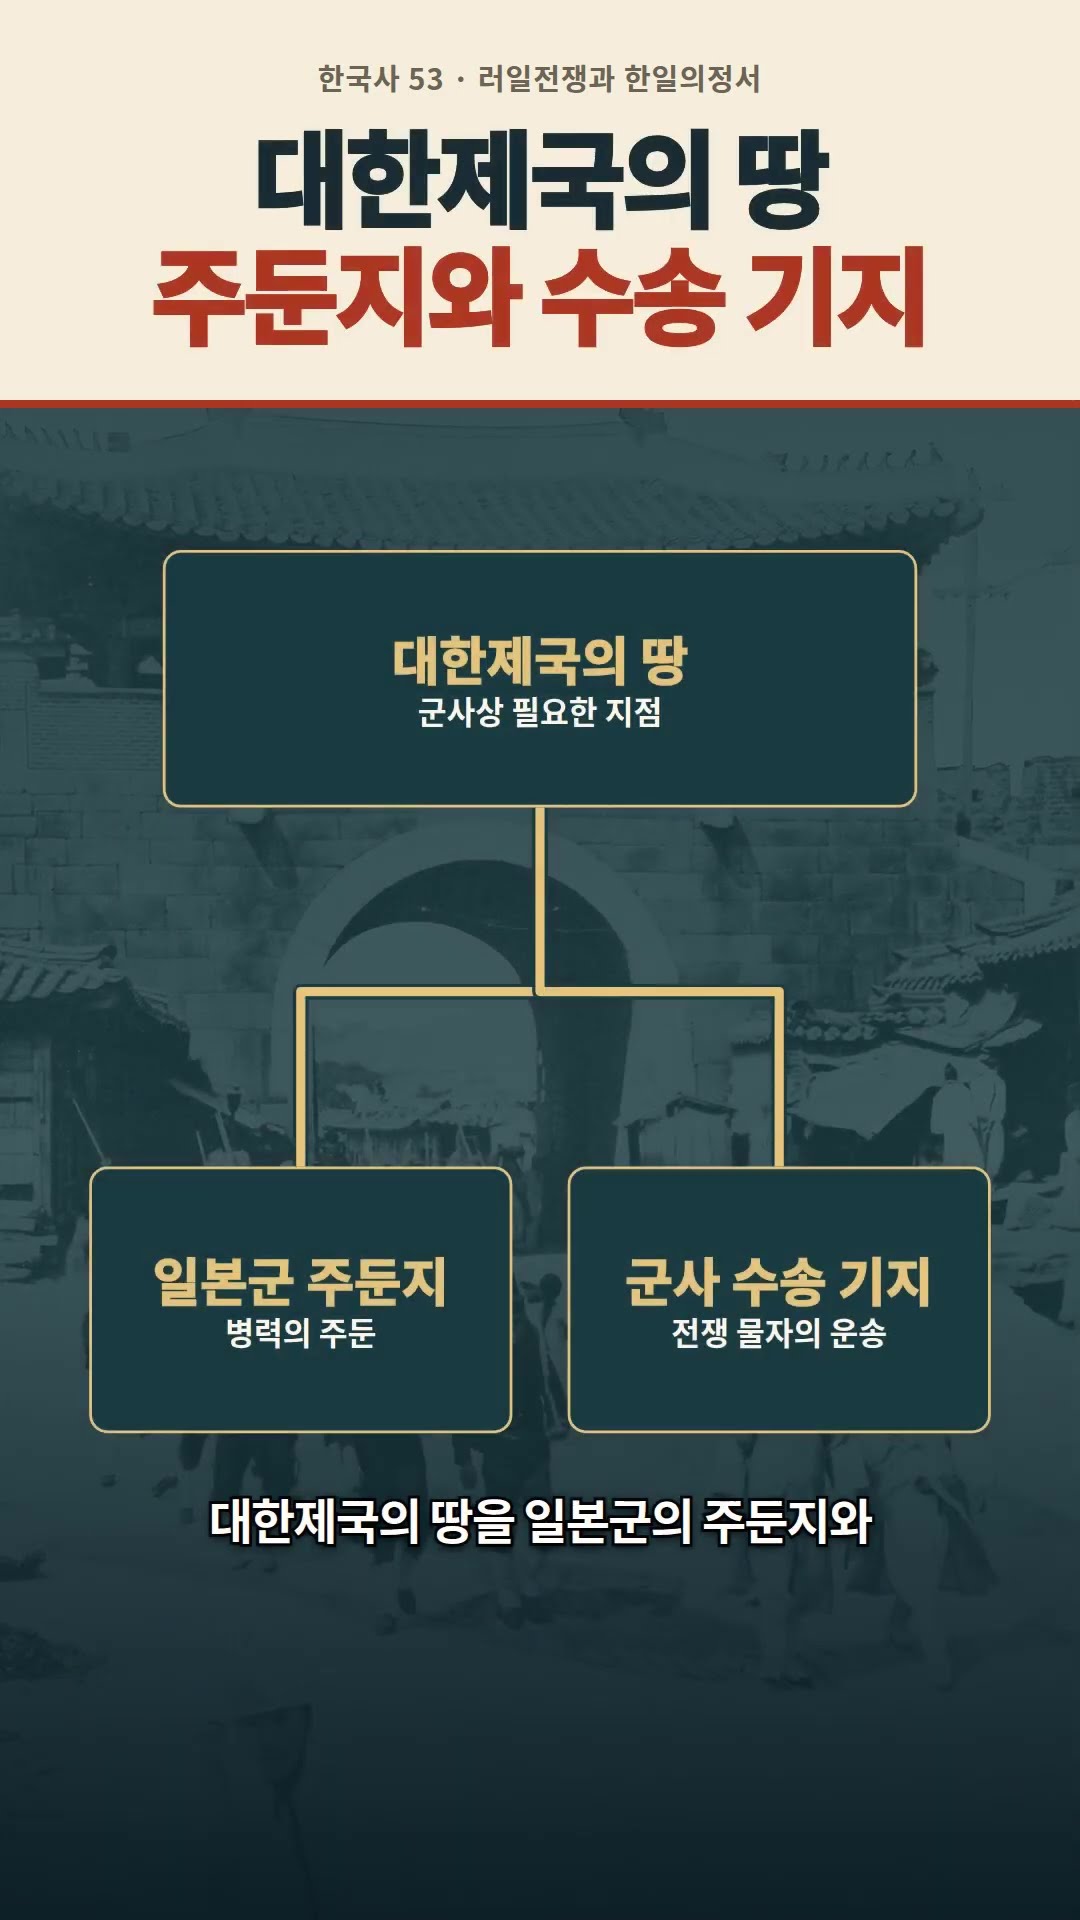 한국사 53 · 러일전쟁과 한일의정서
대한제국의 땅
주둔지와 수송 기지
대한제국의 땅
군사상 필요한 지점
일본군 주둔지
병력의 주둔
군사 수송 기지
전쟁 물자의 운송
대한제국의 땅을 일본군의 주둔지와